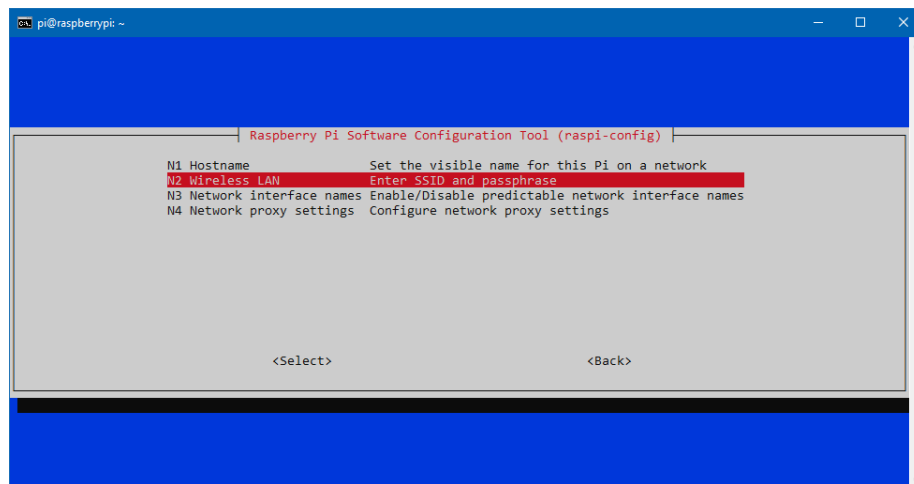 pi@raspberrypi: ~
Raspberry Pi Software Configuration Tool (raspi-config)
N1 Hostname Set the visible name for this Pi on a network
N2 Wireless LAN Enter SSID and passphrase
N3 Network interface names Enable/Disable predictable network interface names
N4 Network proxy settings Configure network proxy settings
<Select> <Back>